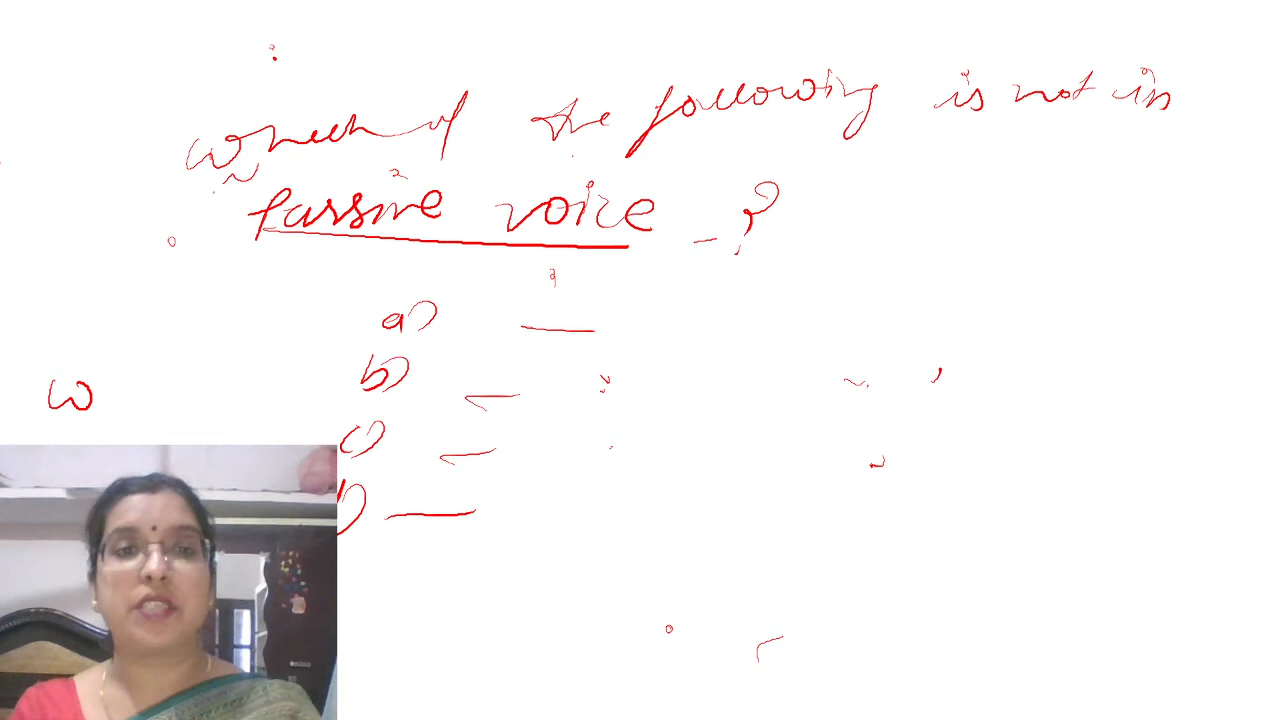 which of the following is not in
passive voice - ?
a) —
b) —
c) —
D) —
w